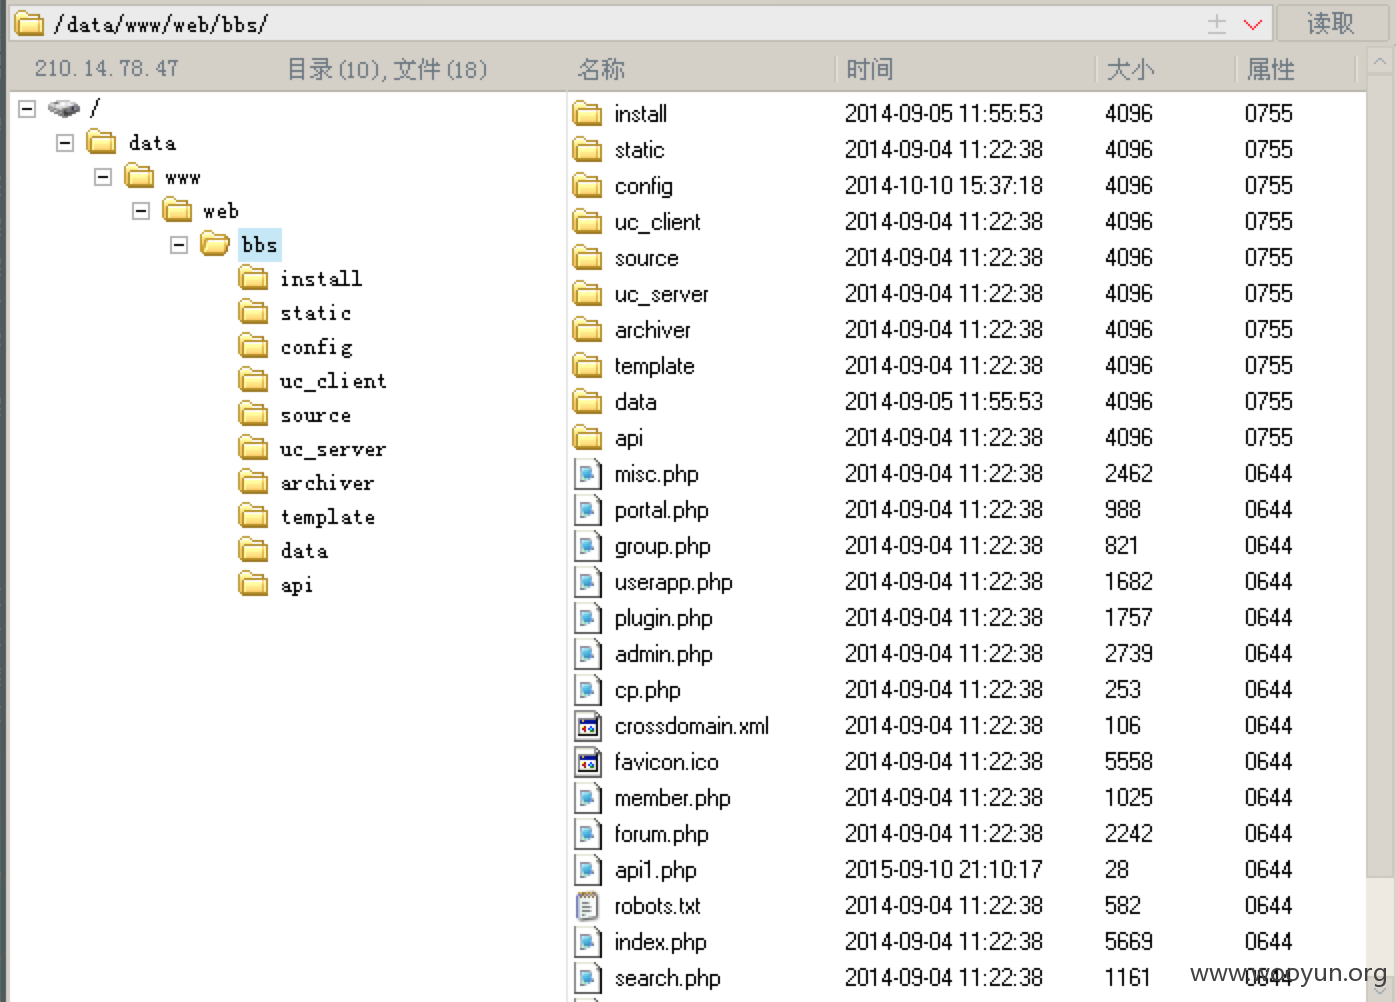 /data/www/web/bbs/ 读取
210.14.78.47 目录(10),文件(18) 名称 时间 大小 属性
/
data
www
web
bbs
install
static
config
uc_client
source
uc_server
archiver
template
data
api
install 2014-09-05 11:55:53 4096 0755
static 2014-09-04 11:22:38 4096 0755
config 2014-10-10 15:37:18 4096 0755
uc_client 2014-09-04 11:22:38 4096 0755
source 2014-09-04 11:22:38 4096 0755
uc_server 2014-09-04 11:22:38 4096 0755
archiver 2014-09-04 11:22:38 4096 0755
template 2014-09-04 11:22:38 4096 0755
data 2014-09-05 11:55:53 4096 0755
api 2014-09-04 11:22:38 4096 0755
misc.php 2014-09-04 11:22:38 2462 0644
portal.php 2014-09-04 11:22:38 988 0644
group.php 2014-09-04 11:22:38 821 0644
userapp.php 2014-09-04 11:22:38 1682 0644
plugin.php 2014-09-04 11:22:38 1757 0644
admin.php 2014-09-04 11:22:38 2739 0644
cp.php 2014-09-04 11:22:38 253 0644
crossdomain.xml 2014-09-04 11:22:38 106 0644
favicon.ico 2014-09-04 11:22:38 5558 0644
member.php 2014-09-04 11:22:38 1025 0644
forum.php 2014-09-04 11:22:38 2242 0644
api1.php 2015-09-10 21:10:17 28 0644
robots.txt 2014-09-04 11:22:38 582 0644
index.php 2014-09-04 11:22:38 5669 0644
search.php 2014-09-04 11:22:38 1161 0644
www.wooyun.org